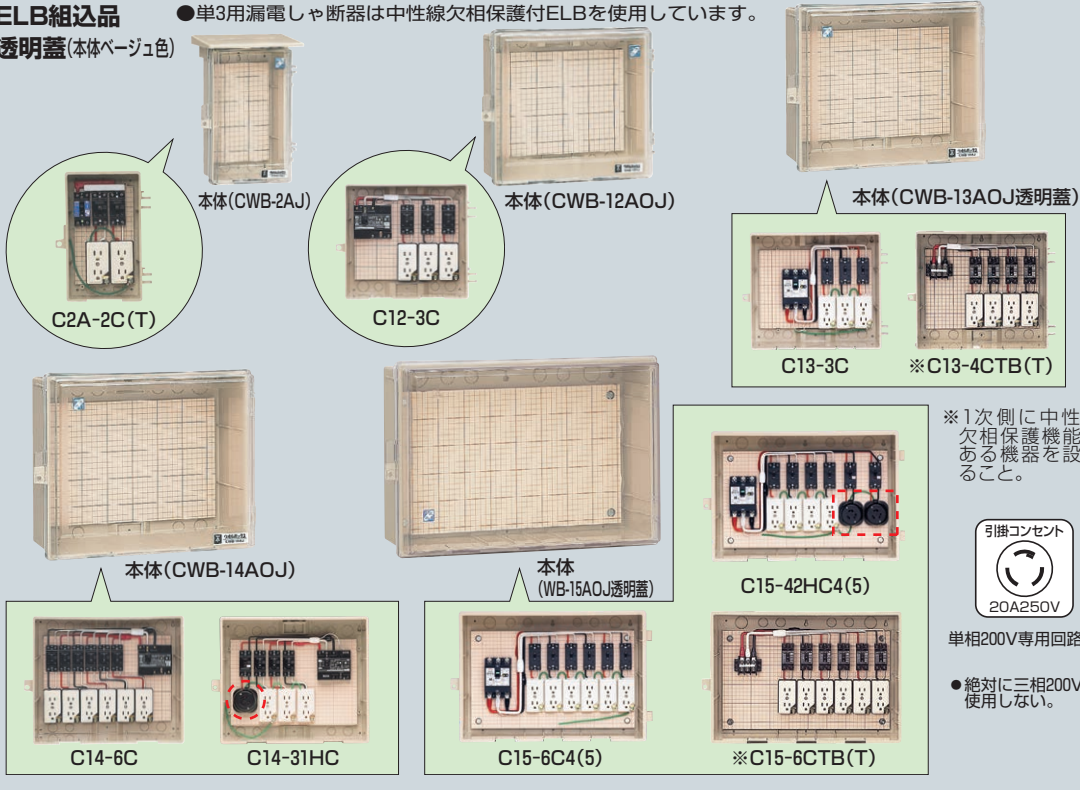 ELB組込品
●単3用漏電しゃ断器は中性線欠相保護付ELBを使用しています。
透明蓋(本体ベージュ色)
本体(CWB-2AJ)
本体(CWB-12AOJ)
本体(CWB-13AOJ透明蓋)
C2A-2C(T)
C12-3C
C13-3C
※C13-4CTB(T)
※1次側に中性
欠相保護機能
ある機器を設
ること。
本体(CWB-14AOJ)
本体
(WB-15AOJ透明蓋)
C15-42HC4(5)
引掛コンセント
20A250V
単相200V専用回路
●絶対に三相200V
使用しない。
C14-6C
C14-31HC
C15-6C4(5)
※C15-6CTB(T)